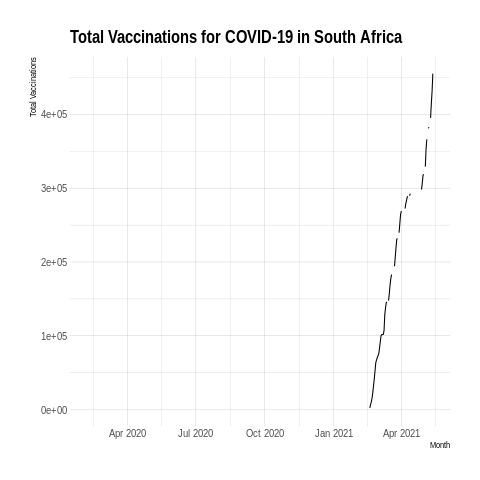 Total Vaccinations for COVID-19 in South Africa
Total Vaccinations
4e+05
3e+05
2e+05
1e+05
0e+00
Apr 2020 Jul 2020 Oct 2020 Jan 2021 Apr 2021
Month